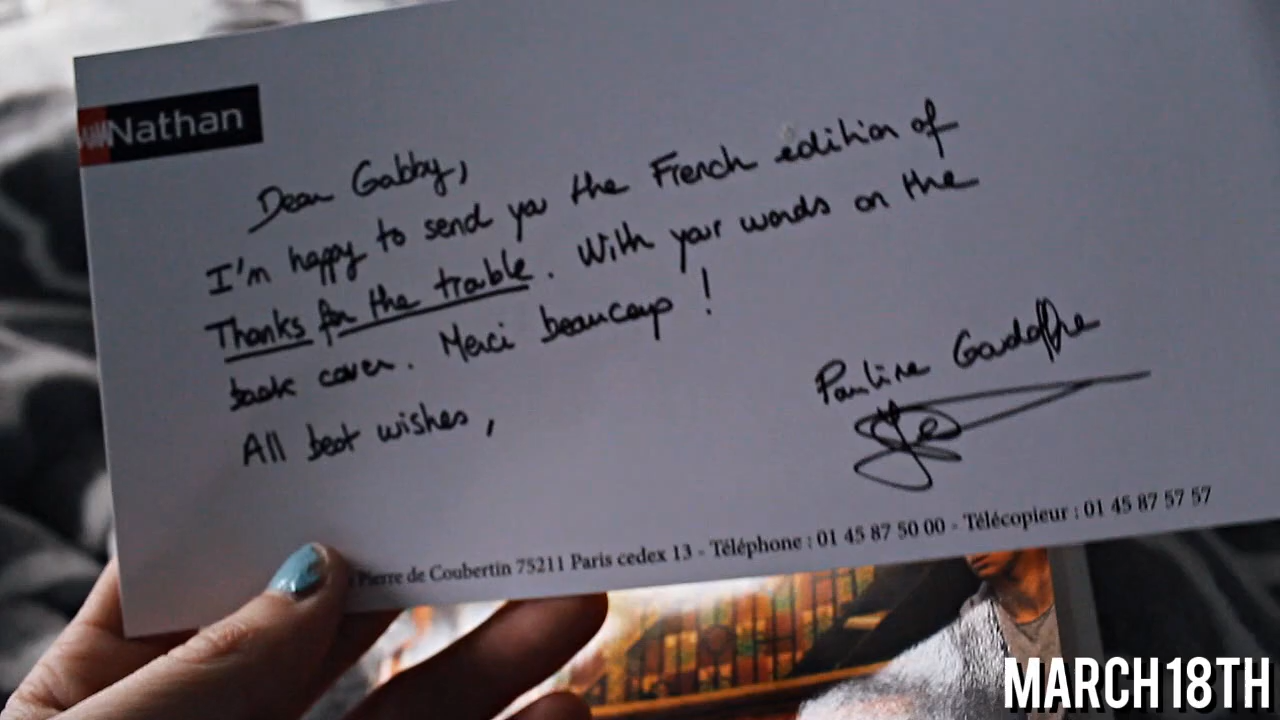 Nathan
Dear Gabby,
I'm happy to send you the French edition of
Thanks for the trouble. With your words on the
back cover. Merci beaucoup !
All best wishes,
Pauline
Pierre de Coubertin 75211 Paris cedex 13 - Téléphone : 01 45 87 50 00 - Télécopieur : 01 45 87 57 57
MARCH 18TH